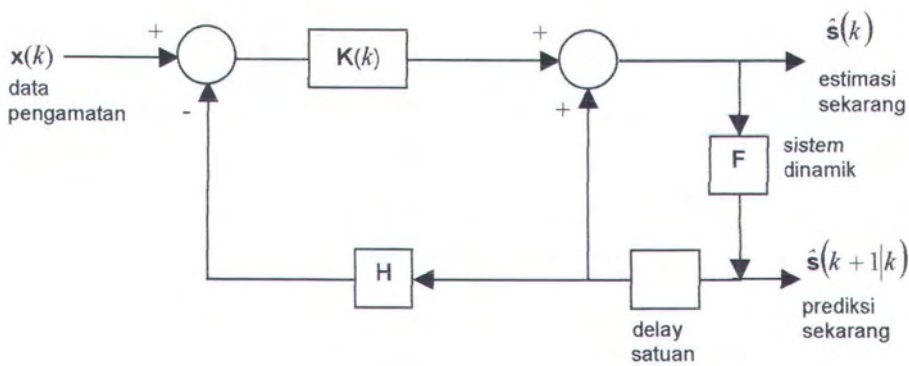 x(k)
data
pengamatan
+
-
K(k)
+
+
ŝ(k)
estimasi
sekarang
F
sistem
dinamik
H
delay
satuan
ŝ(k+1|k)
prediksi
sekarang